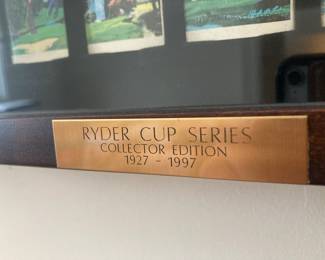 RYDER CUP SERIES
COLLECTOR EDITION
1927 - 1997